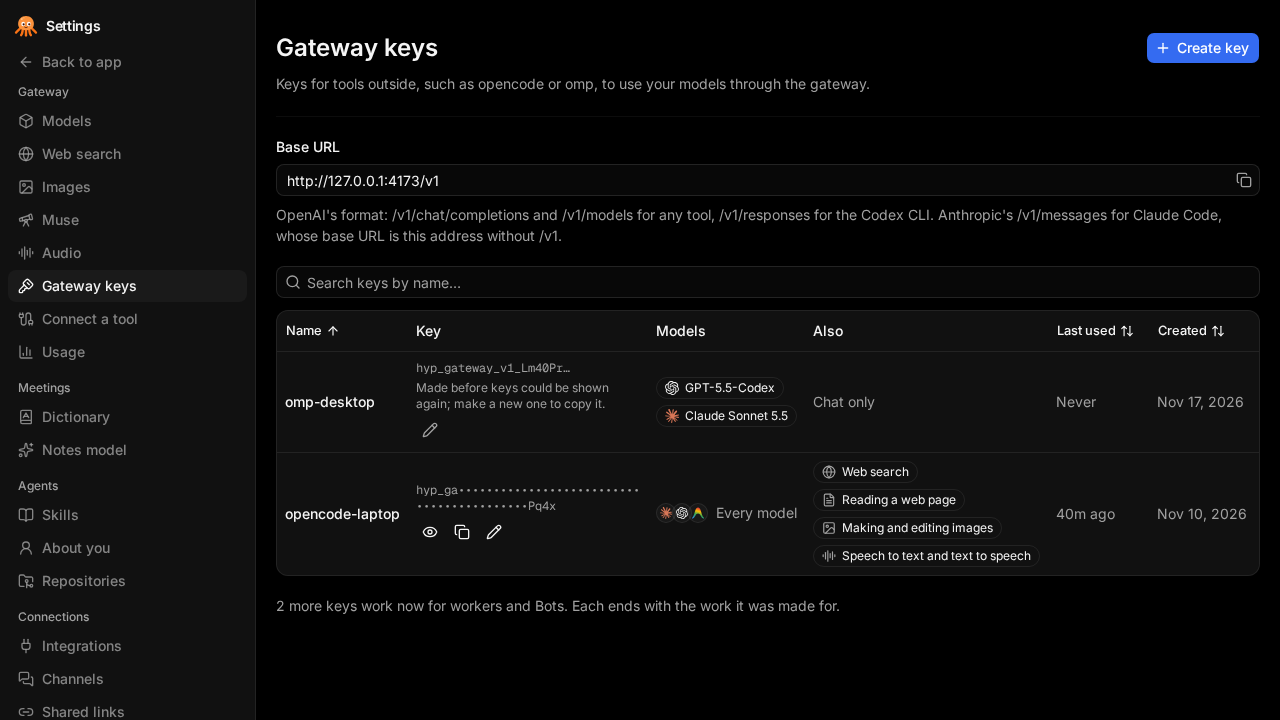 Settings
Back to app
Gateway
Models
Web search
Images
Muse
Audio
Gateway keys
Connect a tool
Usage
Meetings
Dictionary
Notes model
Agents
Skills
About you
Repositories
Connections
Integrations
Channels
Shared links
Gateway keys
Create key
Keys for tools outside, such as opencode or omp, to use your models through the gateway.
Base URL
http://127.0.0.1:4173/v1
OpenAI's format: /v1/chat/completions and /v1/models for any tool, /v1/responses for the Codex CLI. Anthropic's /v1/messages for Claude Code,
whose base URL is this address without /v1.
Search keys by name...
Name Key Models Also Last used Created
omp-desktop
hyp_gateway_v1_Lm40Pr…
Made before keys could be shown
again; make a new one to copy it.
GPT-5.5-Codex
Claude Sonnet 5.5
Chat only
Never
Nov 17, 2026
opencode-laptop
hyp_ga••••••••••••••••••••••••••
••••••••••••••••Pq4x
Every model
Web search
Reading a web page
Making and editing images
Speech to text and text to speech
40m ago
Nov 10, 2026
2 more keys work now for workers and Bots. Each ends with the work it was made for.